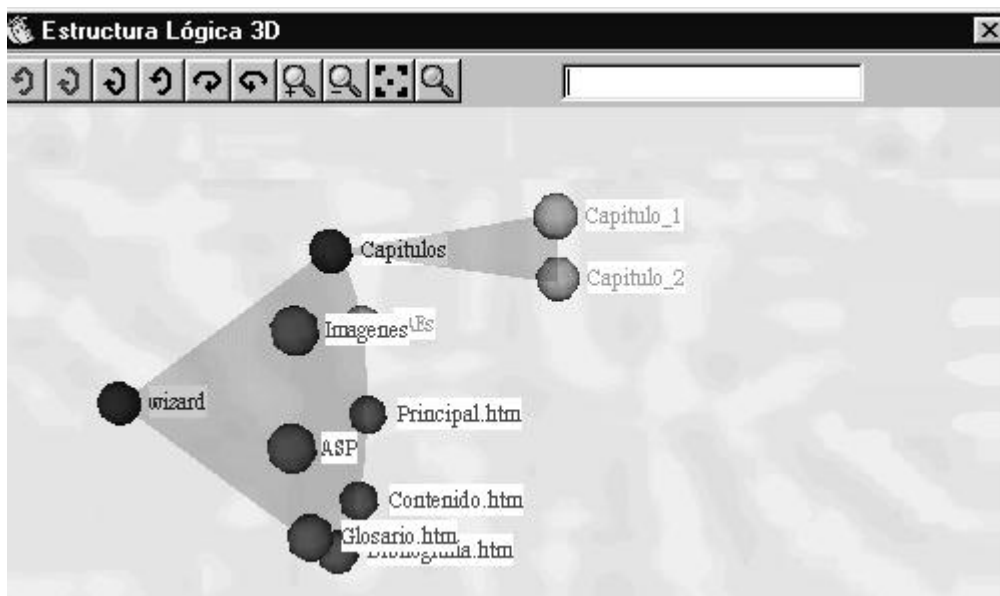 Estructura Lógica 3D
Capitulo_1
Capitulos
Capitulo_2
Imagenes
wizard
Principal.htm
ASP
Contenido.htm
Glosario.htm